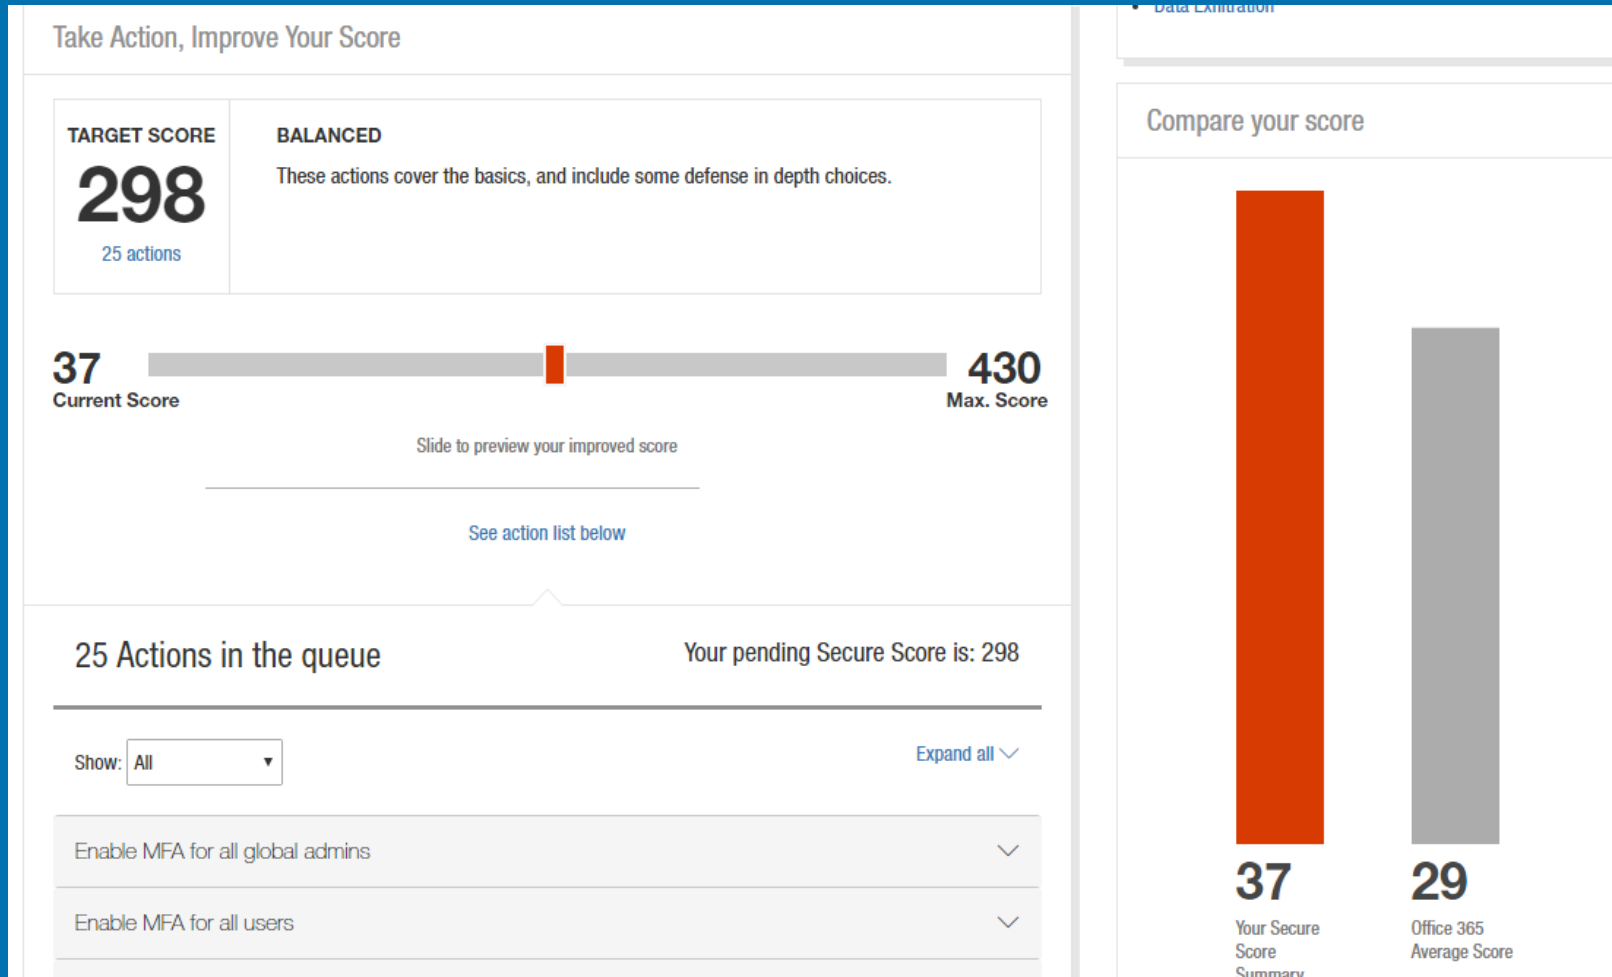 Take Action, Improve Your Score
TARGET SCORE
298
25 actions
BALANCED
These actions cover the basics, and include some defense in depth choices.
37
Current Score
430
Max. Score
Slide to preview your improved score
See action list below
25 Actions in the queue
Your pending Secure Score is: 298
Show: All
Expand all
Enable MFA for all global admins
Enable MFA for all users
Data Exfiltration
Compare your score
37
Your Secure
Score
Summary
29
Office 365
Average Score